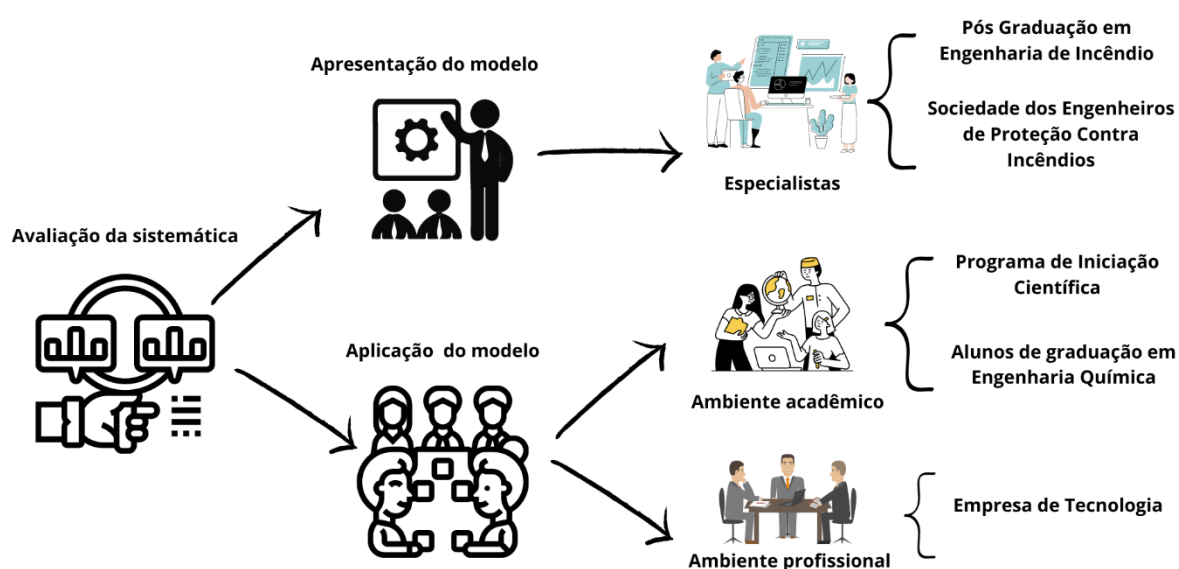 Avaliação da sistemática
Apresentação do modelo
Aplicação do modelo
Especialistas
Pós Graduação em
Engenharia de Incêndio
Sociedade dos Engenheiros
de Proteção Contra
Incêndios
Ambiente acadêmico
Programa de Iniciação
Científica
Alunos de graduação em
Engenharia Química
Ambiente profissional
Empresa de Tecnologia